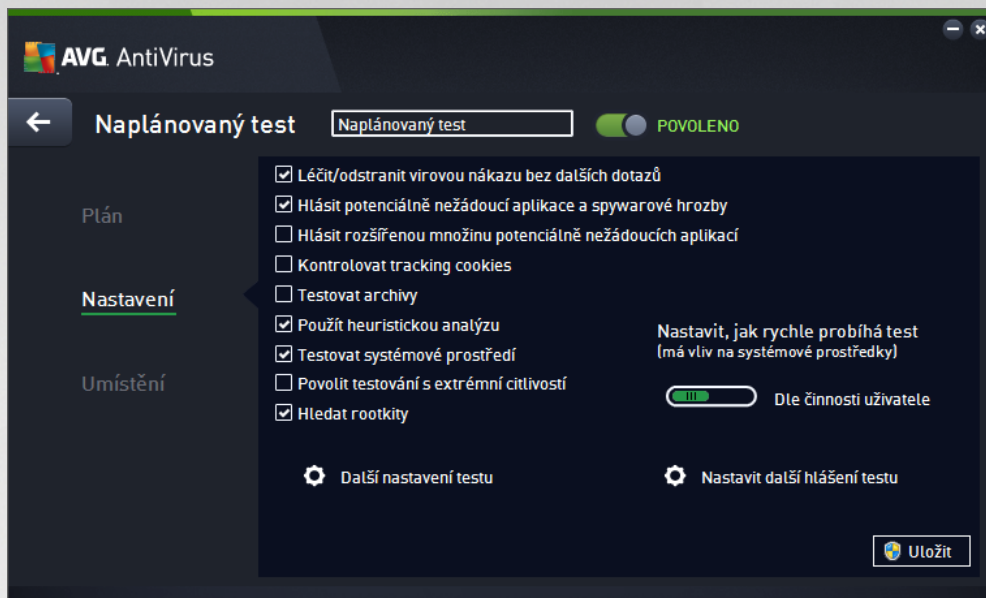 AVG. AntiVirus
Naplánovaný test
Naplánovaný test
POVOLENO
Plán
Nastavení
Umístění
Léčit/odstranit virovou nákazu bez dalších dotazů
Hlásit potenciálně nežádoucí aplikace a spywarové hrozby
Hlásit rozšířenou množinu potenciálně nežádoucích aplikací
Kontrolovat tracking cookies
Testovat archivy
Použít heuristickou analýzu
Testovat systémové prostředí
Povolit testování s extrémní citlivostí
Hledat rootkity
Nastavit, jak rychle probíhá test
(má vliv na systémové prostředky)
Dle činnosti uživatele
Další nastavení testu
Nastavit další hlášení testu
Uložit